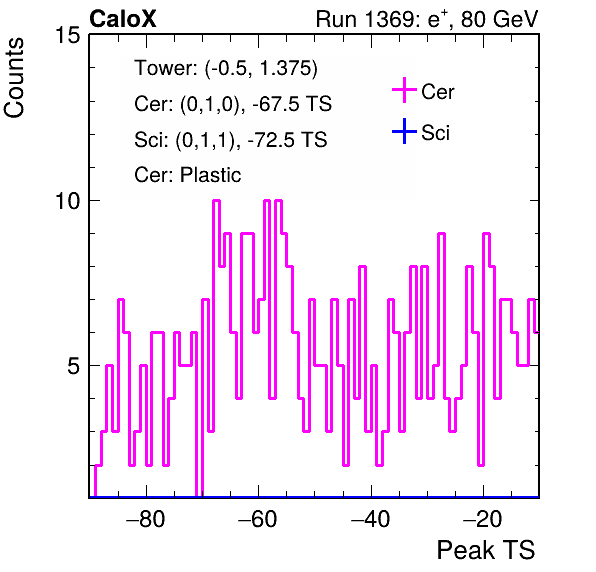 CaloX Run 1369: e⁺, 80 GeV
Counts
15
Tower: (-0.5, 1.375)
Cer: (0,1,0), -67.5 TS
Sci: (0,1,1), -72.5 TS
Cer: Plastic
Cer
Sci
10
5
−80 −60 −40 −20
Peak TS